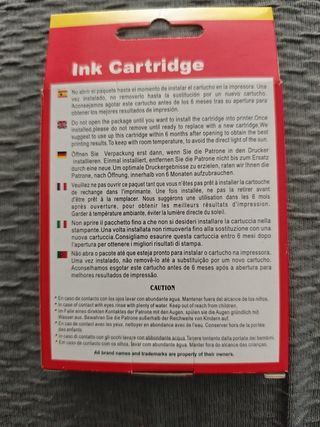 Ink Cartridge
No abrir el paquets hasta el momento de instalar el cartucho en la impresora. Una
vez instalado, no removerlo hasta la sustitución por un nuevo cartucho.
Aconseјamos agotar este cartucho antes de los 6 meses tras su apertura para
obtener los mejores resultados de impresión.
Do not open the package until you want to install the cartridge into printer.Once
installed,please do not remove until ready to replace with a new cartridge.We
suggest to use up this cartridge within 6 months after opening to obtain the best
printing results.To keep with room temperature, to avoid the direct light of the sun.
Öffnen Sie . Verpackung erst dann, wenn Sie die Patrone in den Drucker
installieren. Einmal installiert, entfernen Sie die Patrone nicht bis zum Einsatz
durch eine neue. Um optimale Druckergebnisse zu erzielen, raten wir Ihnen die
Patrone, nach Öffnung, innerhalb von 6 Monaten aufzubrauchen.
Veuillez ne pas ouvrir ce paquet tant que vous n'êtes pas prêt à installer la cartouche
de rechange dans l'imprimante. Une fois installée, ne pas la retirer avant
d'être prêt à la remplacer. Nous suggérons une utilisation dans les 6 mois
après ouverture, pour obtenir les meilleurs résultats d'impression.
Garder à température ambiante, éviter la lumière directe du soleil.
Non aprire il pacchetto fino a che non si desideri installare la cartuccia nella
stampante.Una volta installata non rimuoverla fino alla sostituzione con una
nuova cartuccia.Consigliamo esaurire questa cartuccia entro 6 mesi dopo
l'apertura per ottenere i migliori risultati di stampa.
Não abra o pacote até que esteja pronto para instalar o cartucho na impressora.
Uma vez instalado, não removê-lo até a substituição por um novo cartucho.
Aconselhamos esgotar este cartucho antes de 6 meses após a abertura para
melhores resultados de impressão.
CAUTION
* En caso de contacto con los ojos lavar con abundante agua. Mantener fuera del alcance de los niños.
* In case of contact with eyes rinse with plenty of water. Keep out of reach from children.
* im Falle eines direkten Kontaktes der Patrone mit den Augen, spülen sie die Augen gründlich mit
Wasser aus. Bewahren Sie die Patrone außerhalb der Reichweite von Kindern auf.
* En cas de contact avec les yeux, nettoyer en abondance avec de l'eau. Conserver hors de la portée
des enfants
* In caso di contatto con gli occhi lavare con abbondante acqua. Tenere lontano dalla portata dei bambini.
* Em caso de contacto com os olhos, lavar com abundante água. Manter fora do alcance das crianças.
All brand names and trademarks are property of their owners.